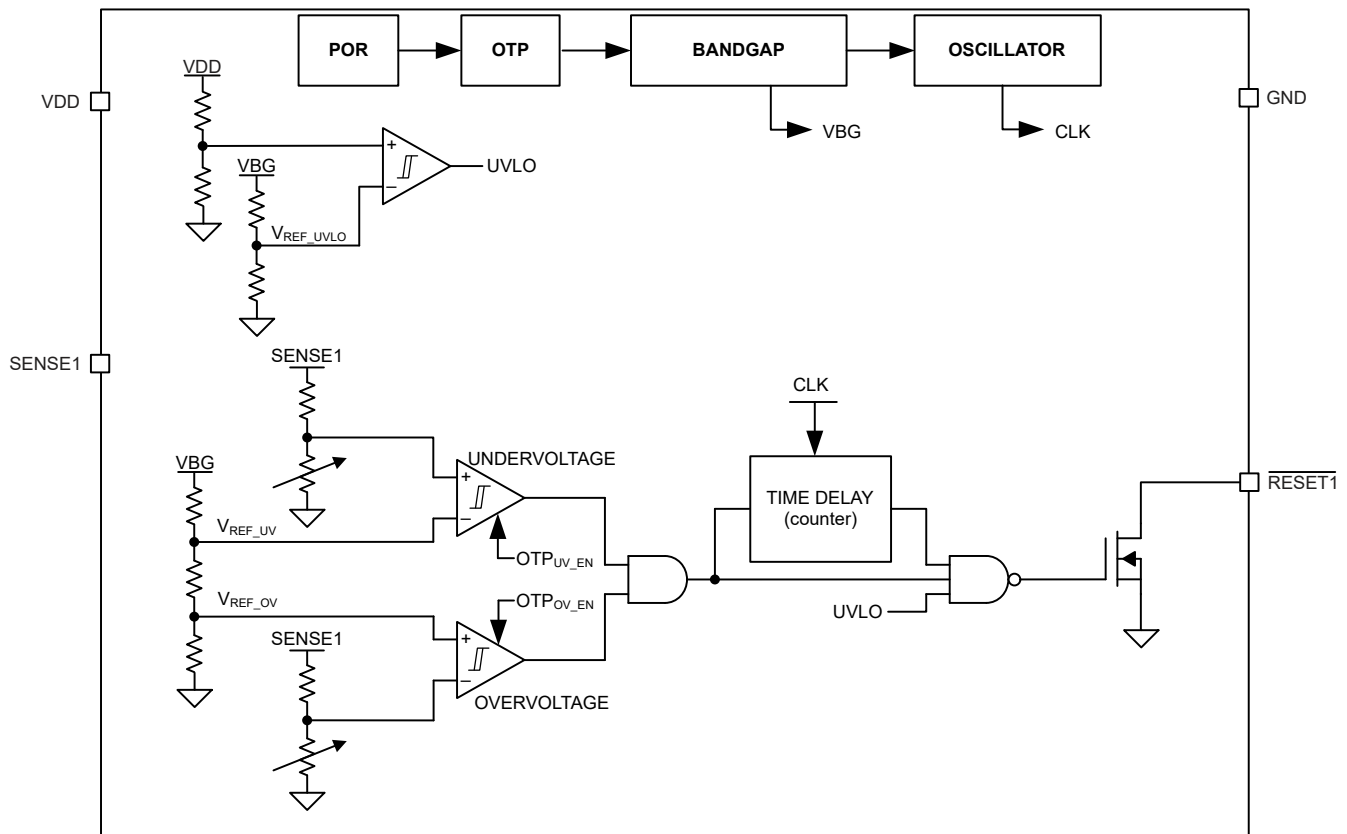 POR
OTP
BANDGAP
OSCILLATOR
VDD
VDD
GND
VBG
CLK
+
−
UVLO
VBG
VREF_UVLO
SENSE1
SENSE1
CLK
VBG
UNDERVOLTAGE
+
−
TIME DELAY
(counter)
RESET1
VREF_UV
OTPUV_EN
OTPOV_EN
VREF_OV
UVLO
SENSE1
+
−
OVERVOLTAGE